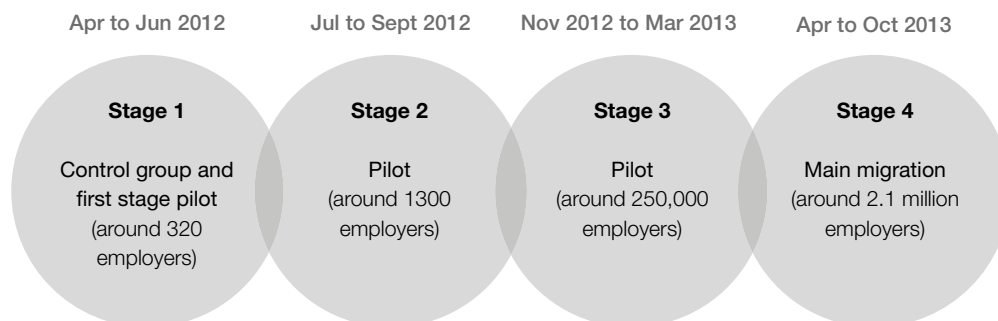 Apr to Jun 2012
Jul to Sept 2012
Nov 2012 to Mar 2013
Apr to Oct 2013
Stage 1
Control group and
first stage pilot
(around 320
employers)
Stage 2
Pilot
(around 1300
employers)
Stage 3
Pilot
(around 250,000
employers)
Stage 4
Main migration
(around 2.1 million
employers)